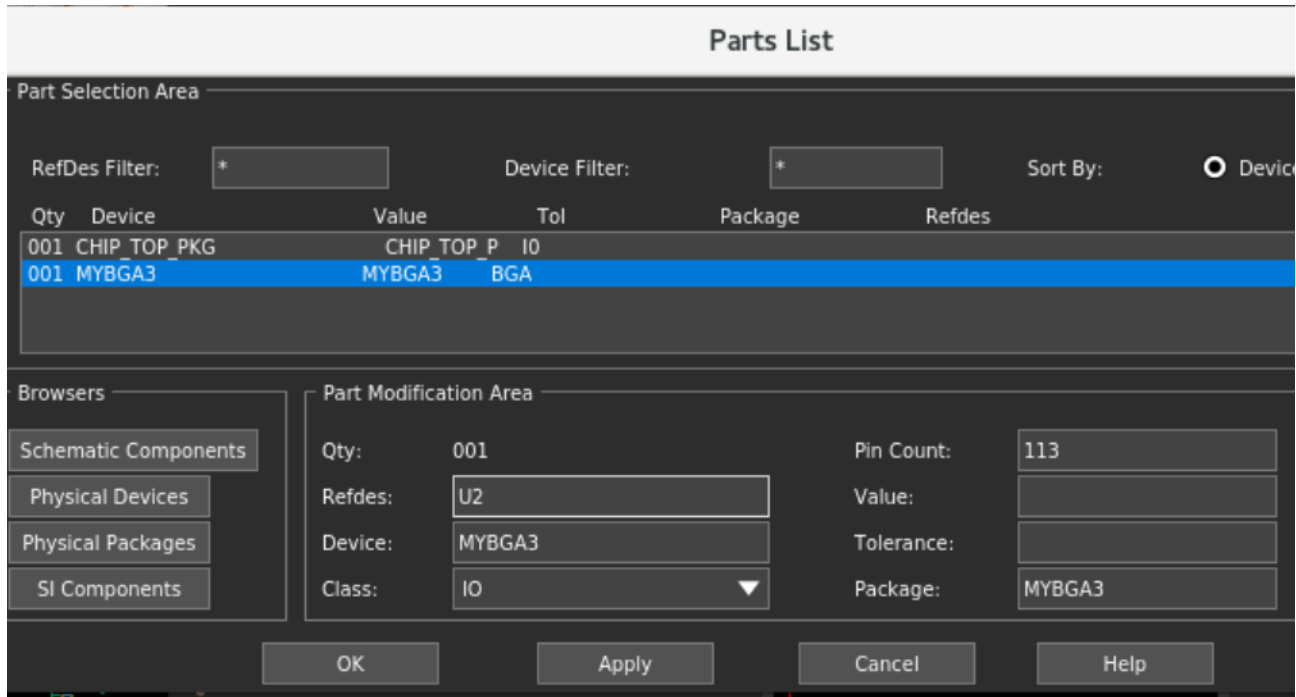 Parts List
Part Selection Area
RefDes Filter: * Device Filter: * Sort By: Device
Qty Device Value Tol Package Refdes
001 CHIP_TOP_PKG CHIP_TOP_P I0
001 MYBGA3 MYBGA3 BGA
Browsers
Part Modification Area
Schematic Components Qty: 001 Pin Count: 113
Physical Devices Refdes: U2 Value:
Physical Packages Device: MYBGA3 Tolerance:
SI Components Class: IO Package: MYBGA3
OK Apply Cancel Help